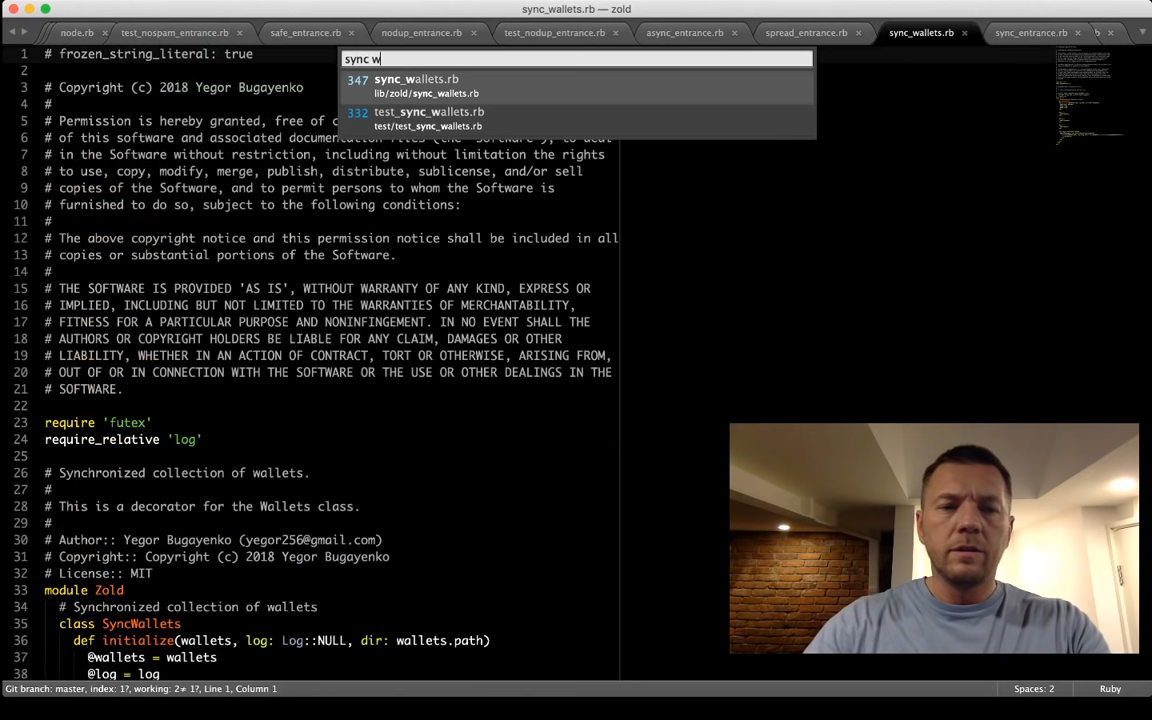 sync_wallets.rb — zold
node.rb × test_nospam_entrance.rb × safe_entrance.rb × nodup_entrance.rb × test_nodup_entrance.rb × async_entrance.rb × spread_entrance.rb × sync_wallets.rb × sync_entrance.rb × ×
sync w
347 sync_wallets.rb
lib/zold/sync_wallets.rb
332 test_sync_wallets.rb
test/test_sync_wallets.rb
1 # frozen_string_literal: true
2
3 # Copyright (c) 2018 Yegor Bugayenko
4 #
5 # Permission is hereby granted, free of c
6 # of this software and associated documentation files (the "Software"), to deal
7 # in the Software without restriction, including without limitation the rights
8 # to use, copy, modify, merge, publish, distribute, sublicense, and/or sell
9 # copies of the Software, and to permit persons to whom the Software is
10 # furnished to do so, subject to the following conditions:
11 #
12 # The above copyright notice and this permission notice shall be included in all
13 # copies or substantial portions of the Software.
14 #
15 # THE SOFTWARE IS PROVIDED 'AS IS', WITHOUT WARRANTY OF ANY KIND, EXPRESS OR
16 # IMPLIED, INCLUDING BUT NOT LIMITED TO THE WARRANTIES OF MERCHANTABILITY,
17 # FITNESS FOR A PARTICULAR PURPOSE AND NONINFINGEMENT. IN NO EVENT SHALL THE
18 # AUTHORS OR COPYRIGHT HOLDERS BE LIABLE FOR ANY CLAIM, DAMAGES OR OTHER
19 # LIABILITY, WHETHER IN AN ACTION OF CONTRACT, TORT OR OTHERWISE, ARISING FROM,
20 # OUT OF OR IN CONNECTION WITH THE SOFTWARE OR THE USE OR OTHER DEALINGS IN THE
21 # SOFTWARE.
22
23 require 'futex'
24 require_relative 'log'
25
26 # Synchronized collection of wallets.
27 #
28 # This is a decorator for the Wallets class.
29 #
30 # Author:: Yegor Bugayenko (yegor256@gmail.com)
31 # Copyright:: Copyright (c) 2018 Yegor Bugayenko
32 # License:: MIT
33 module Zold
34 # Synchronized collection of wallets
35 class SyncWallets
36 def initialize(wallets, log: Log::NULL, dir: wallets.path)
37 @wallets = wallets
38 @log = log
Git branch: master, index: 1?, working: 2≠ 1?, Line 1, Column 1
Spaces: 2
Ruby